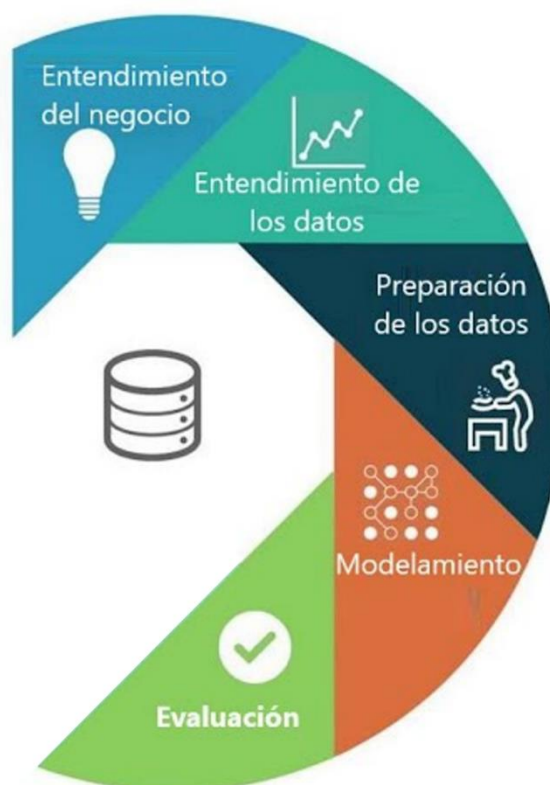 Entendimiento
del negocio
Entendimiento de
los datos
Preparación
de los datos
Modelamiento
Evaluación